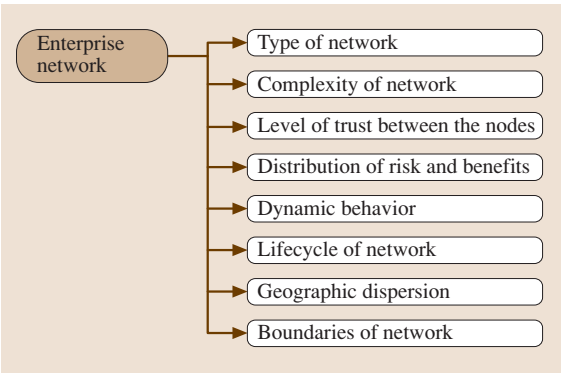 Enterprise
network
Type of network
Complexity of network
Level of trust between the nodes
Distribution of risk and benefits
Dynamic behavior
Lifecycle of network
Geographic dispersion
Boundaries of network